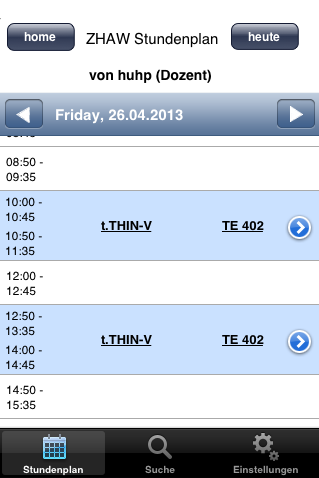 home
ZHAW Stundenplan
heute
von huhp (Dozent)
Friday, 26.04.2013
08:50 -
09:35
10:00 -
10:45
10:50 -
11:35
t.THIN-V
TE 402
12:00 -
12:45
12:50 -
13:35
14:00 -
14:45
t.THIN-V
TE 402
14:50 -
15:35
Stundenplan
Suche
Einstellungen